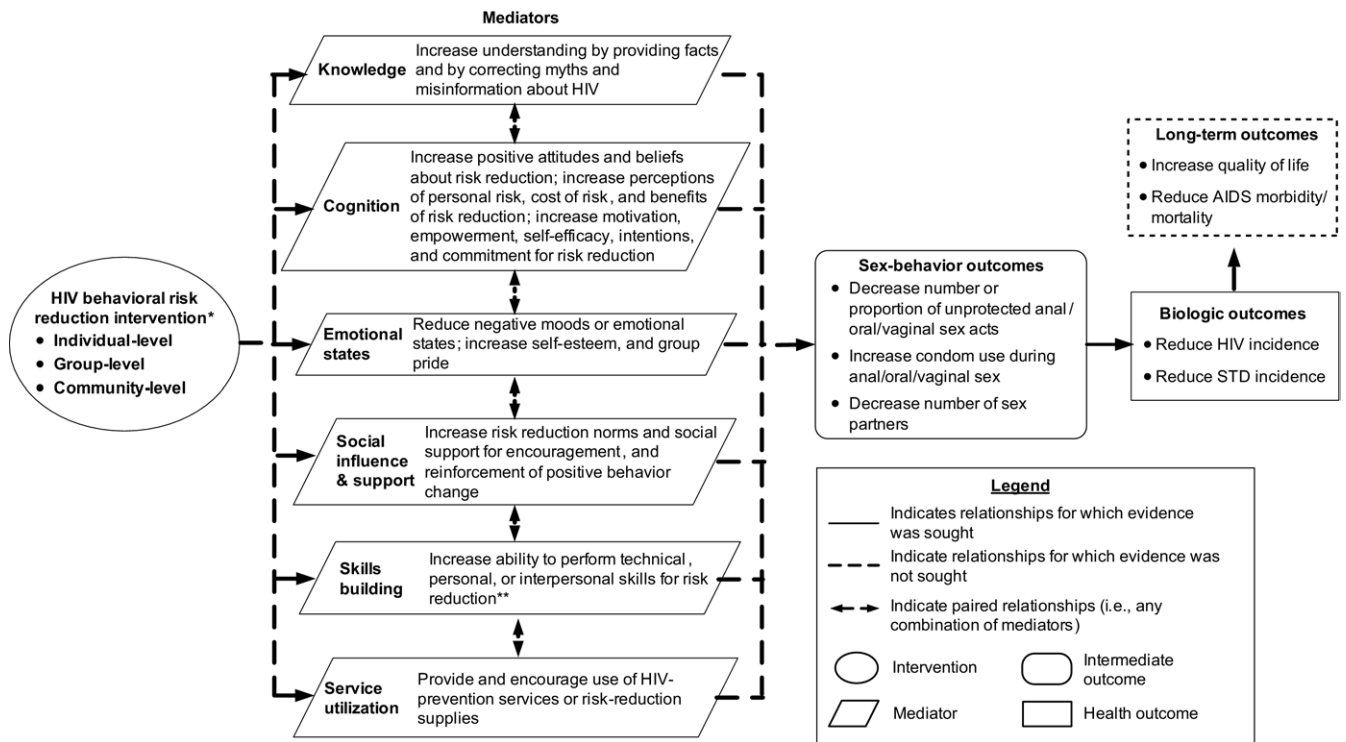 Mediators
Knowledge
Increase understanding by providing facts
and by correcting myths and
misinformation about HIV
Cognition
Increase positive attitudes and beliefs
about risk reduction; increase perceptions
of personal risk, cost of risk, and benefits
of risk reduction; increase motivation,
empowerment, self-efficacy, intentions,
and commitment for risk reduction
HIV behavioral risk
reduction intervention*
● Individual-level
● Group-level
● Community-level
Emotional
states
Reduce negative moods or emotional
states; increase self-esteem, and group
pride
Social
influence
& support
Increase risk reduction norms and social
support for encouragement, and
reinforcement of positive behavior
change
Skills
building
Increase ability to perform technical,
personal, or interpersonal skills for risk
reduction**
Service
utilization
Provide and encourage use of HIV-
prevention services or risk-reduction
supplies
Sex-behavior outcomes
● Decrease number or
proportion of unprotected anal/
oral/vaginal sex acts
● Increase condom use during
anal/oral/vaginal sex
● Decrease number of sex
partners
Long-term outcomes
● Increase quality of life
● Reduce AIDS morbidity/
mortality
Biologic outcomes
● Reduce HIV incidence
● Reduce STD incidence
Legend
Indicates relationships for which evidence
was sought
Indicate relationships for which evidence was
not sought
Indicate paired relationships (i.e., any
combination of mediators)
Intervention
Intermediate
outcome
Mediator
Health outcome